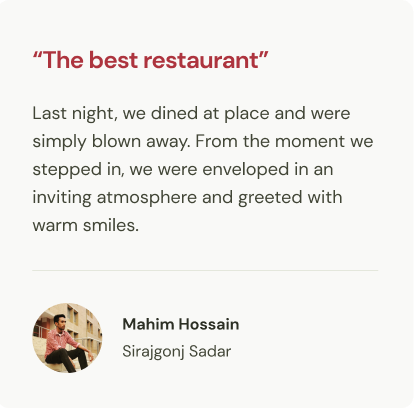 “The best restaurant”
Last night, we dined at place and were
simply blown away. From the moment we
stepped in, we were enveloped in an
inviting atmosphere and greeted with
warm smiles.
Mahim Hossain
Sirajgonj Sadar